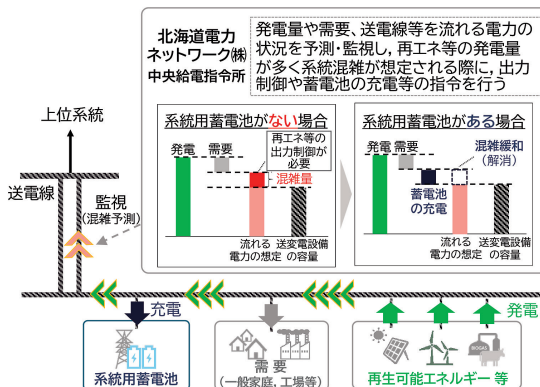 北海道電力
ネットワーク㈱
中央給電指令所
発電量や需要、送電線等を流れる電力の
状況を予測・監視し，再エネ等の発電量
が多く系統混雑が想定される際に，出力
制御や蓄電池の充電等の指令を行う
系統用蓄電池がない場合
発電
需要
再エネ等の
出力制御が
必要
混雑量
流れる
電力の想定
送変電設備
の容量
系統用蓄電池がある場合
発電
需要
混雑緩和
（解消）
蓄電池
の充電
流れる
電力の想定
送変電設備
の容量
上位系統
送電線
監視
（混雑予測）
充電
発電
系統用蓄電池
需 要
（一般家庭，工場等）
BIOGAS
再生可能エネルギー 等